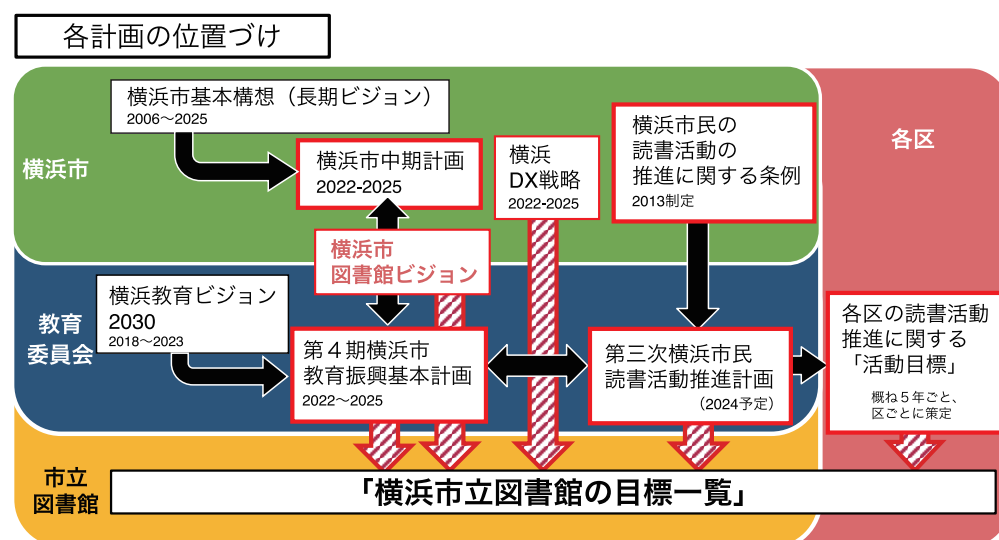 各計画の位置づけ
横浜市
横浜市基本構想（長期ビジョン）
2006～2025
横浜市中期計画
2022-2025
横浜
DX戦略
2022-2025
横浜市民の
読書活動の
推進に関する条例
2013制定
各区
横浜市
図書館ビジョン
教育
委員会
横浜教育ビジョン
2030
2018～2023
第４期横浜市
教育振興基本計画
2022～2025
第三次横浜市民
読書活動推進計画
（2024予定）
各区の読書活動
推進に関する
「活動目標」
概ね５年ごと、
区ごとに策定
市立
図書館
「横浜市立図書館の目標一覧」